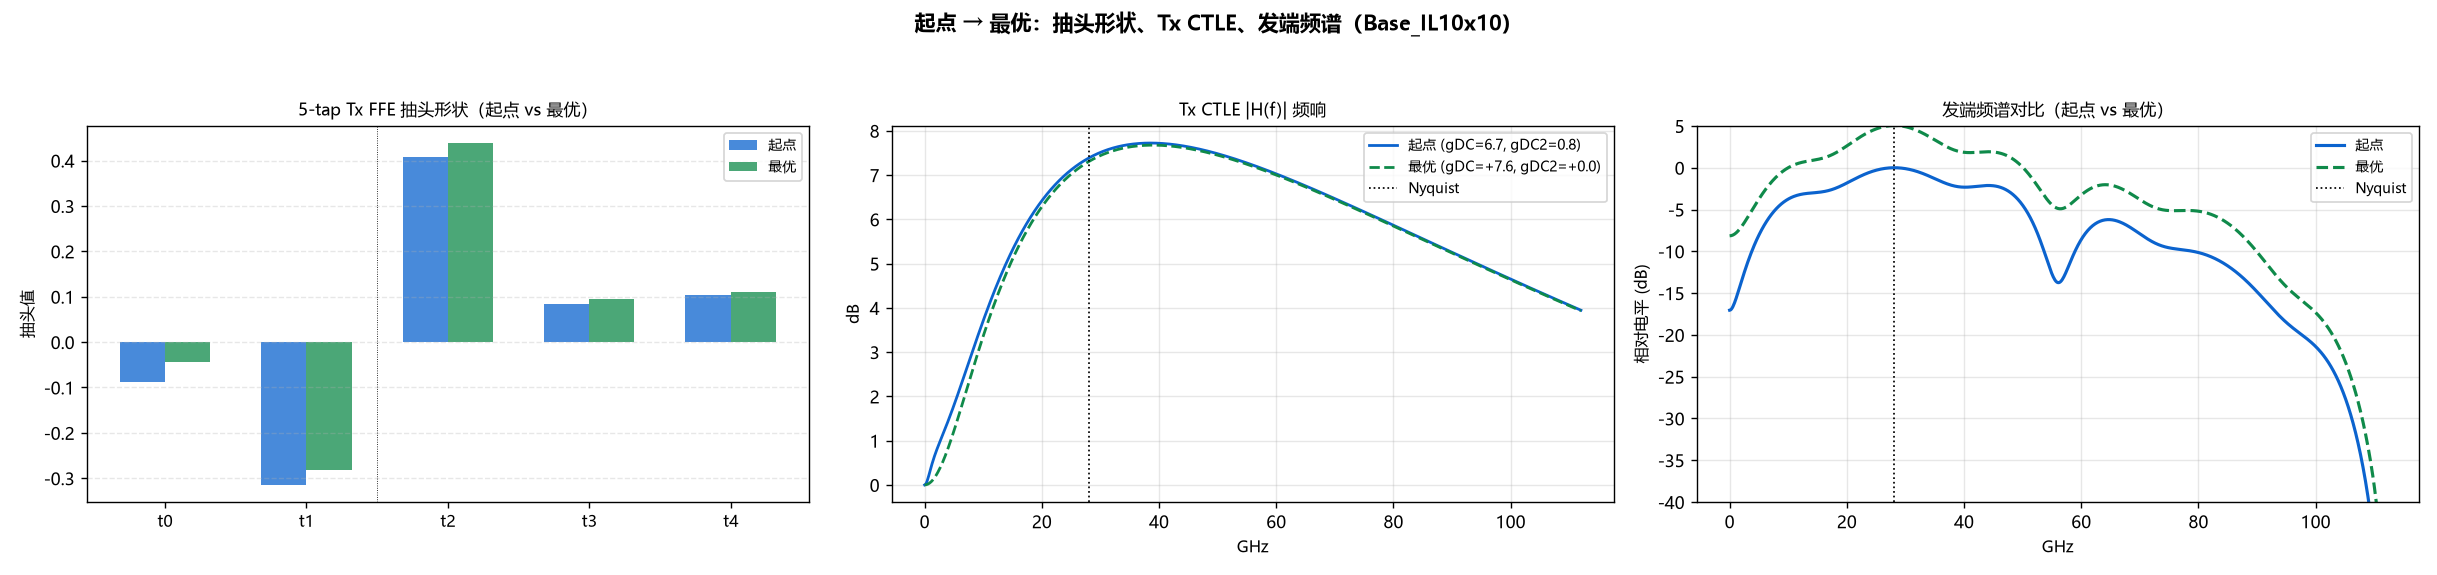 起点 → 最优：抽头形状、Tx CTLE、发端频谱（Base_IL10x10）
5-tap Tx FFE 抽头形状（起点 vs 最优）
起点
最优
抽头值
0.4
0.3
0.2
0.1
0.0
-0.1
-0.2
-0.3
t0 t1 t2 t3 t4
Tx CTLE |H(f)| 频响
起点 (gDC=6.7, gDC2=0.8)
最优 (gDC=+7.6, gDC2=+0.0)
Nyquist
dB
8
7
6
5
4
3
2
1
0
0 20 40 60 80 100
GHz
发端频谱对比（起点 vs 最优）
起点
最优
Nyquist
相对电平 (dB)
5
0
-5
-10
-15
-20
-25
-30
-35
-40
0 20 40 60 80 100
GHz